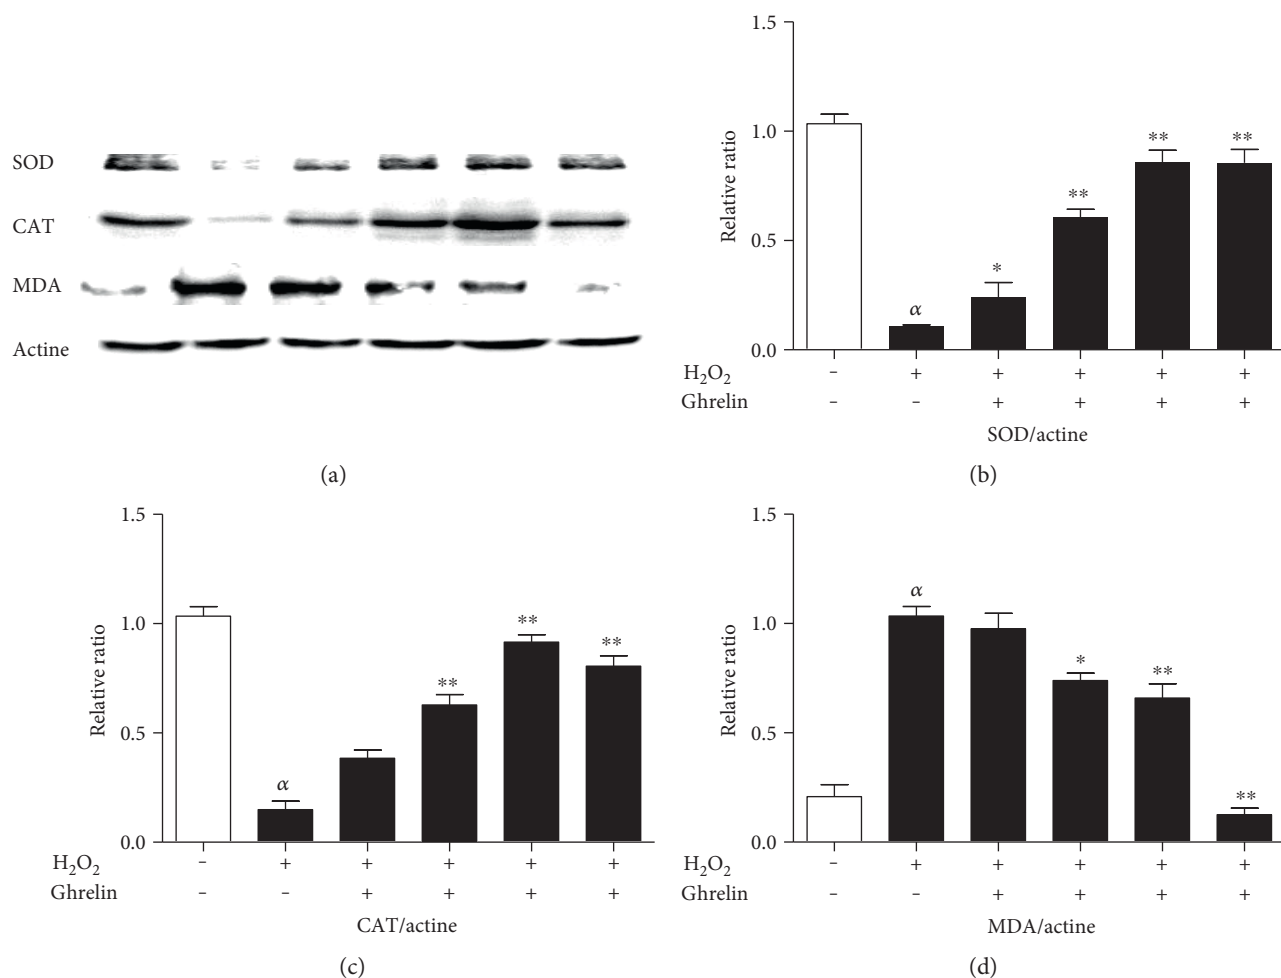 SOD
CAT
MDA
Actine
(a)
1.5
1.0
0.5
0.0
Relative ratio
α
*
**
**
**
H₂O₂ - + + + + +
Ghrelin - - + + + +
SOD/actine
(b)
1.5
1.0
0.5
0.0
Relative ratio
α
**
**
**
H₂O₂ - + + + + +
Ghrelin - - + + + +
CAT/actine
(c)
1.5
1.0
0.5
0.0
Relative ratio
α
*
**
**
H₂O₂ - + + + + +
Ghrelin - - + + + +
MDA/actine
(d)